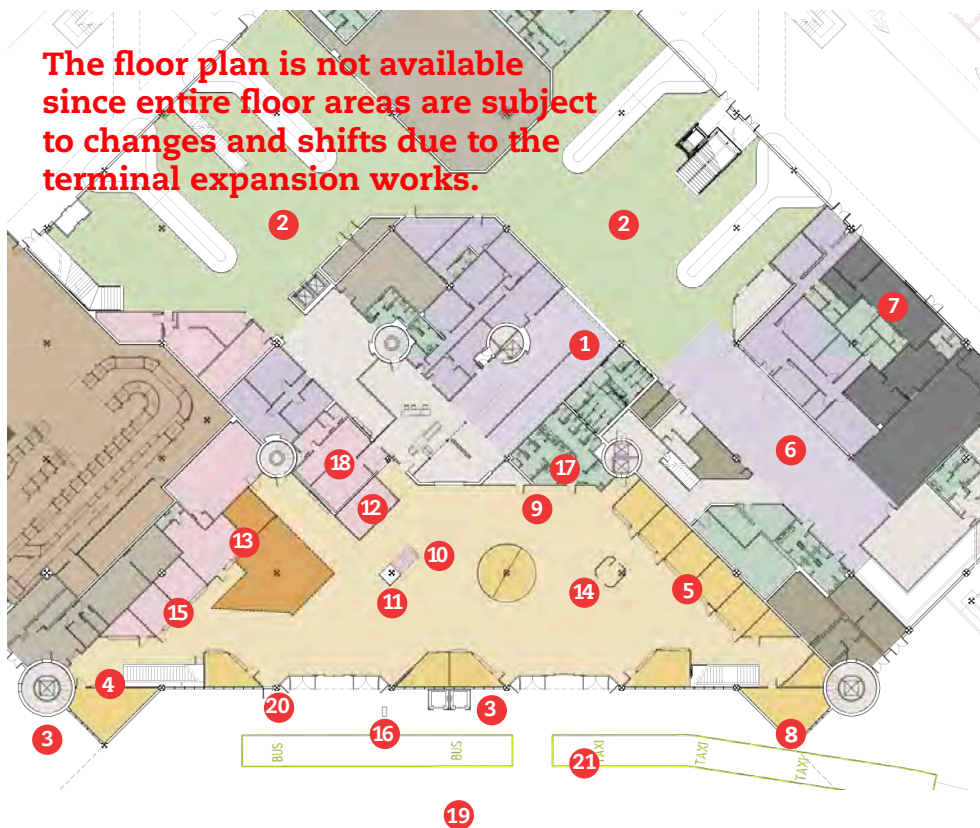 The floor plan is not available
since entire floor areas are subject
to changes and shifts due to the
terminal expansion works.
2
2
7
1
6
18
17
12
9
13
10
11
14
5
15
4
20
3
3
16
8
21
BUS
BUS
TAXI
TAXI
TAXI
19